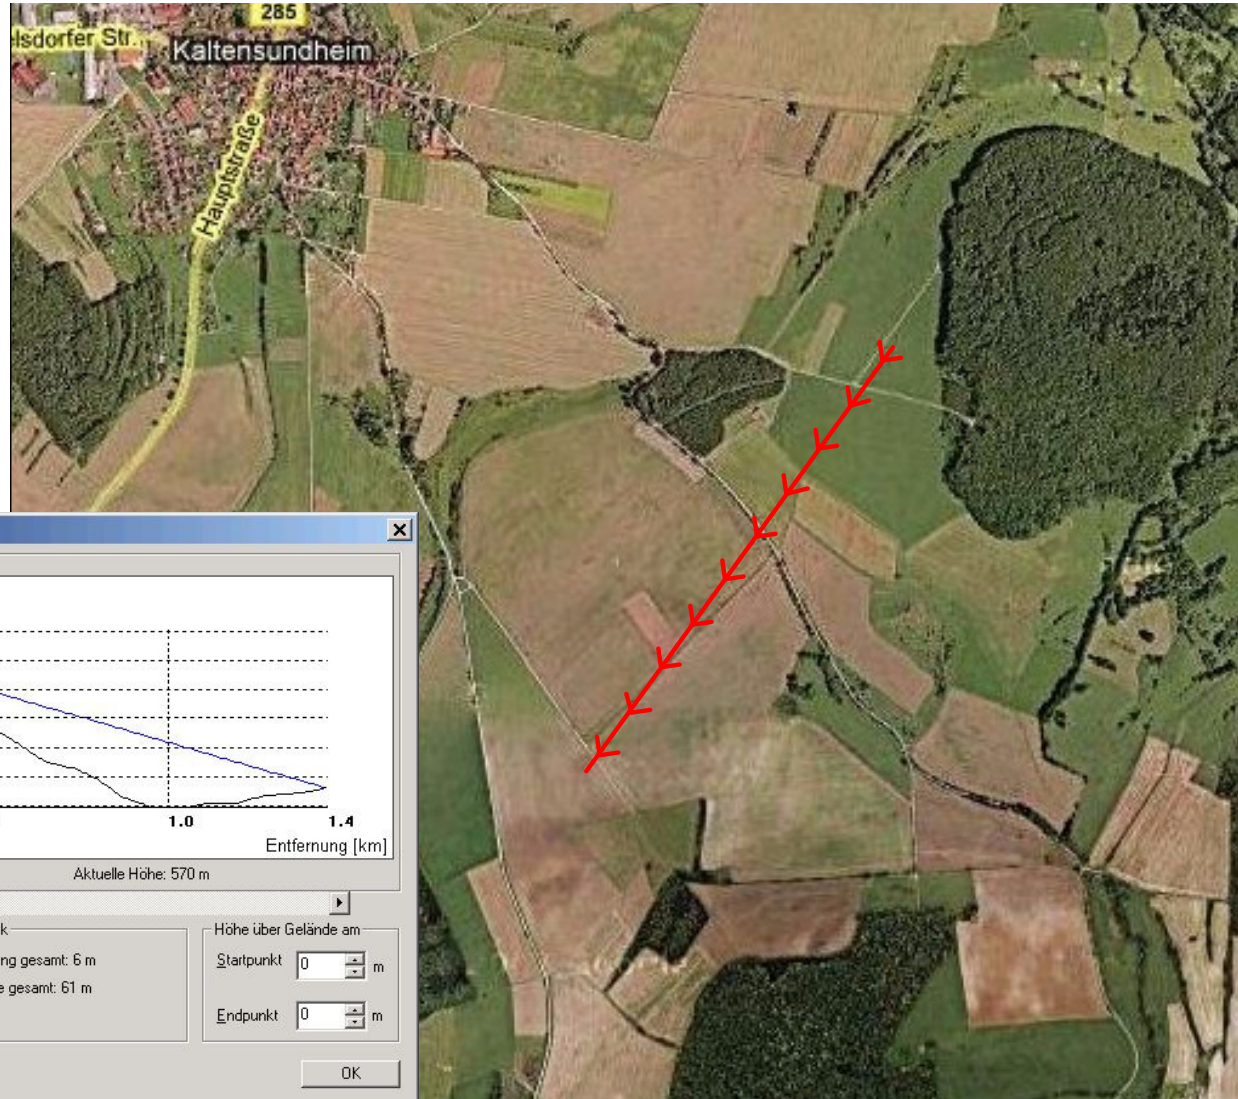 285
elsdorfer Str.
Kaltensundheim
Hauptstraße
1.0
1.4
Entfernung [km]
Aktuelle Höhe: 570 m
k
ng gesamt: 6 m
e gesamt: 61 m
Höhe über Gelände am
Startpunkt 0 m
Endpunkt 0 m
OK